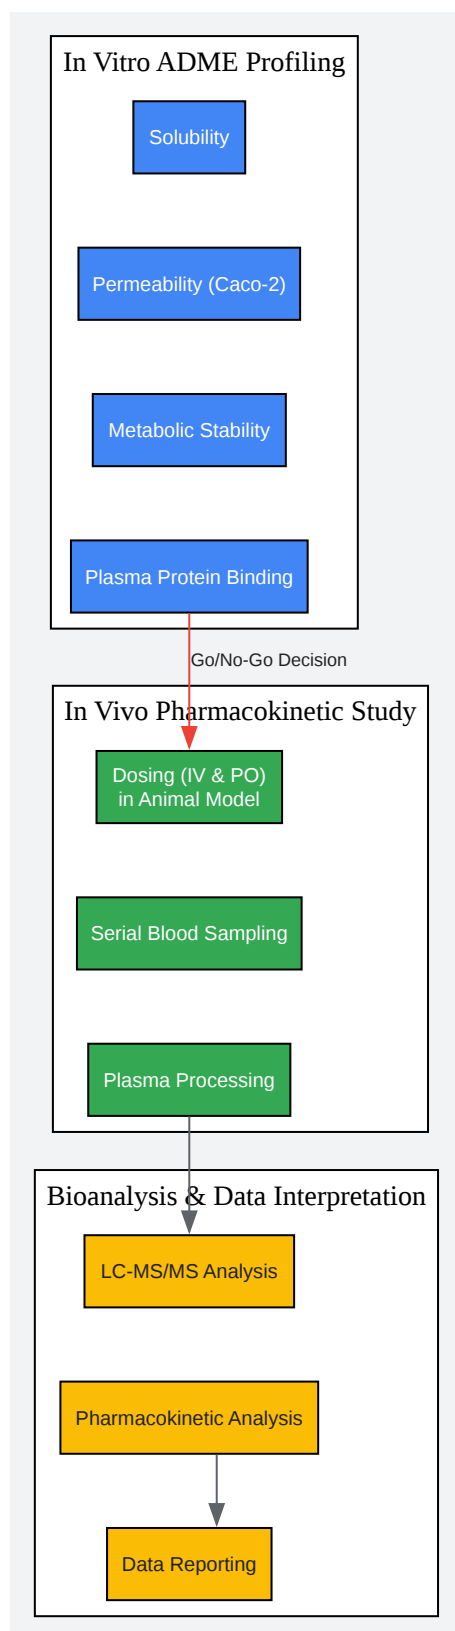 In Vitro ADME Profiling
Solubility
Permeability (Caco-2)
Metabolic Stability
Plasma Protein Binding
Go/No-Go Decision
In Vivo Pharmacokinetic Study
Dosing (IV & PO)
in Animal Model
Serial Blood Sampling
Plasma Processing
Bioanalysis & Data Interpretation
LC-MS/MS Analysis
Pharmacokinetic Analysis
Data Reporting